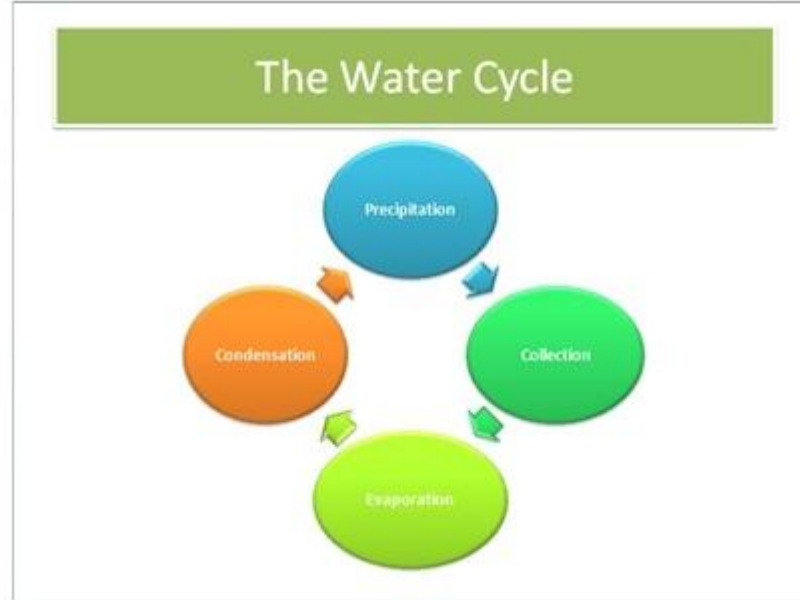 The Water Cycle
Precipitation
Condensation
Collection
Evaporation